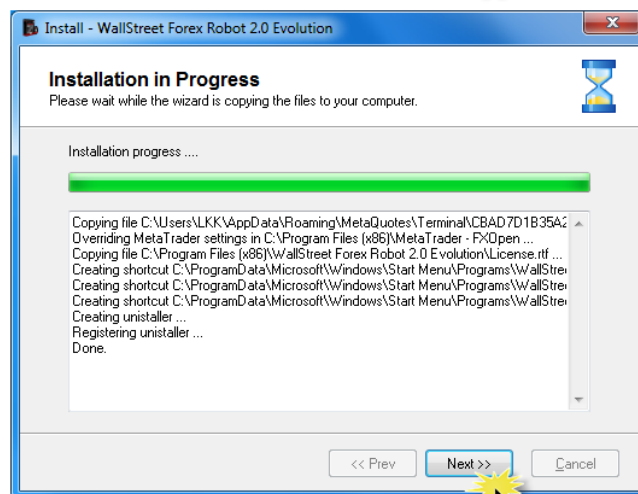 Install - WallStreet Forex Robot 2.0 Evolution
Installation in Progress
Please wait while the wizard is copying the files to your computer.
Installation progress ....
Copying file C:\Users\LKK\AppData\Roaming\MetaQuotes\Terminal\CBAD7D1B35A2
Overriding MetaTrader settings in C:\Program Files (x86)\MetaTrader - FXOpen ...
Copying file C:\Program Files (x86)\WallStreet Forex Robot 2.0 Evolution\License.rtf ...
Creating shortcut C:\ProgramData\Microsoft\Windows\Start Menu\Programs\WallStre
Creating shortcut C:\ProgramData\Microsoft\Windows\Start Menu\Programs\WallStre
Creating shortcut C:\ProgramData\Microsoft\Windows\Start Menu\Programs\WallStre
Creating unistaller ...
Registering unistaller ...
Done.
<< Prev
Next >>
Cancel